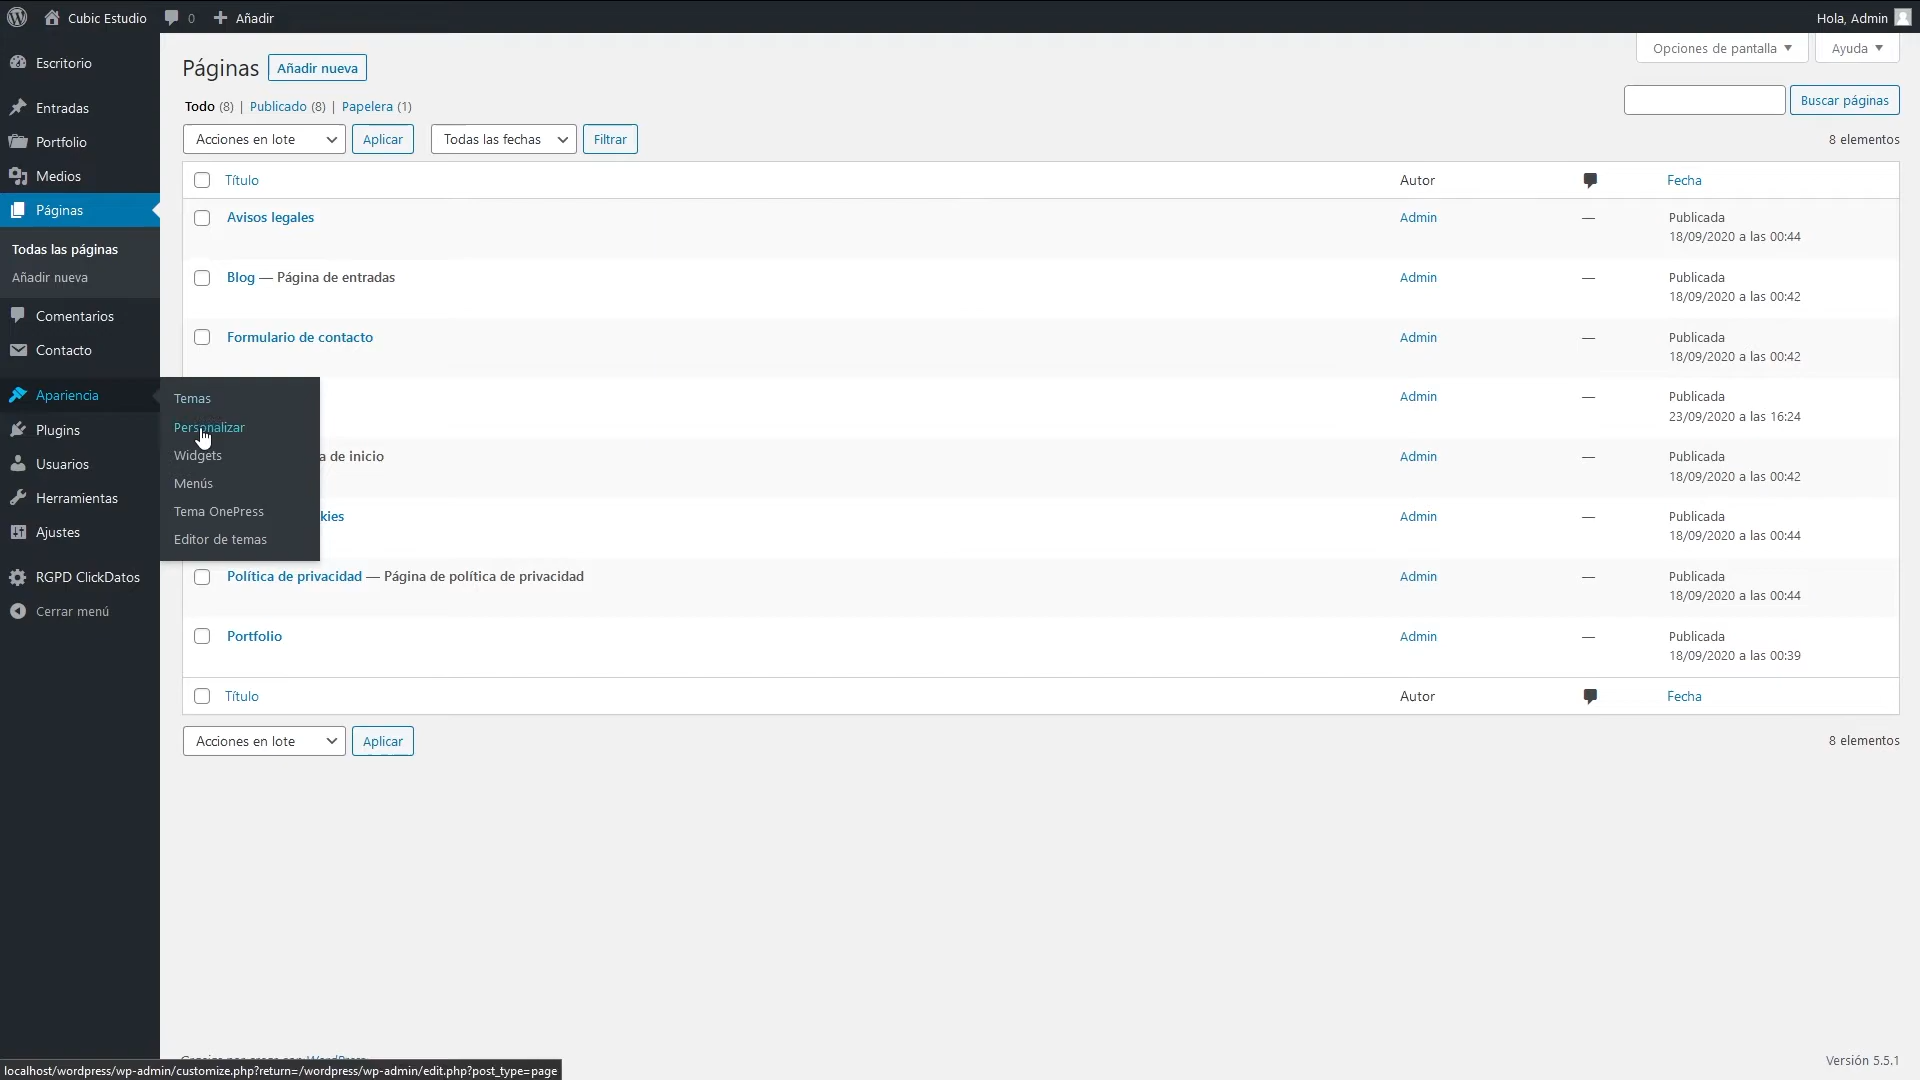 Cubic Estudio 0 Añadir Hola, Admin
Opciones de pantalla Ayuda
Escritorio
Entradas
Portfolio
Medios
Páginas
Todas las páginas
Añadir nueva
Comentarios
Contacto
Apariencia
Plugins
Usuarios
Herramientas
Ajustes
RGPD ClickDatos
Cerrar menú
Temas
Personalizar
Widgets
Menús
Tema OnePress
Editor de temas
Páginas Añadir nueva
Todo (8) | Publicado (8) | Papelera (1)
Buscar páginas
Acciones en lote Aplicar Todas las fechas Filtrar 8 elementos
Título Autor Fecha
Avisos legales Admin — Publicada
18/09/2020 a las 00:44
Blog — Página de entradas Admin — Publicada
18/09/2020 a las 00:42
Formulario de contacto Admin — Publicada
18/09/2020 a las 00:42
Admin — Publicada
23/09/2020 a las 16:24
a de inicio Admin — Publicada
18/09/2020 a las 00:42
kies Admin — Publicada
18/09/2020 a las 00:44
Política de privacidad — Página de política de privacidad Admin — Publicada
18/09/2020 a las 00:44
Portfolio Admin — Publicada
18/09/2020 a las 00:39
Título Autor Fecha
Acciones en lote Aplicar 8 elementos
Versión 5.5.1
localhost/wordpress/wp-admin/customize.php?return=/wordpress/wp-admin/edit.php?post_type=page